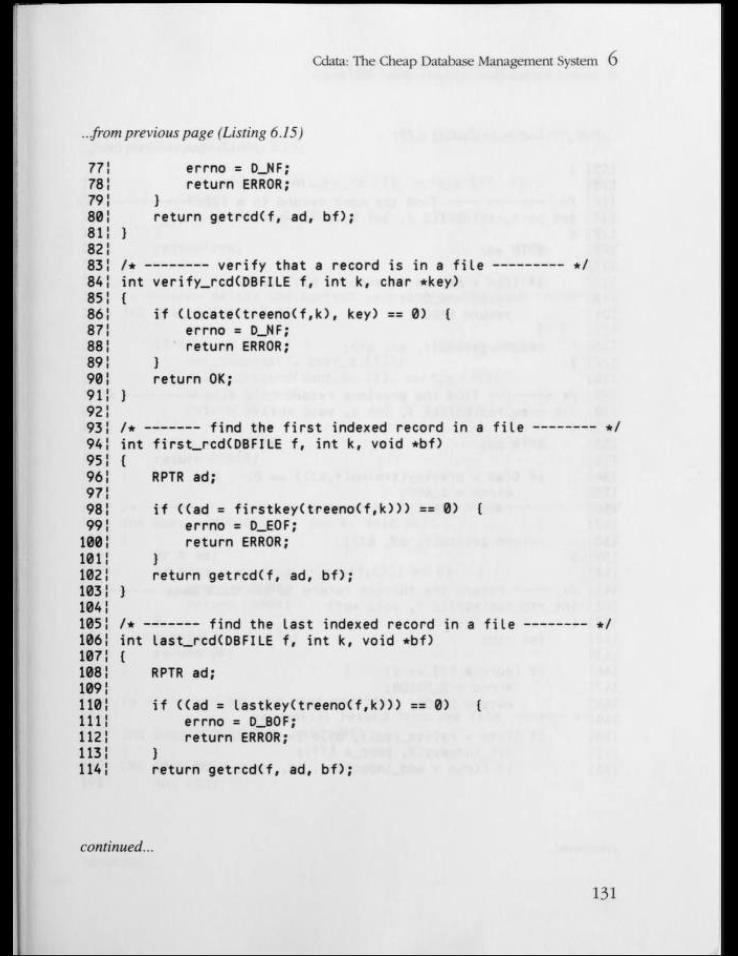 Cdata: The Cheap Database Management System 6
...from previous page (Listing 6.15)
77¦         errno = D_NF;
78¦         return ERROR;
79¦     }
80¦     return getrcd(f, ad, bf);
81¦ }
82¦
83¦ /* -------- verify that a record is in a file --------- */
84¦ int verify_rcd(DBFILE f, int k, char *key)
85¦ {
86¦     if (locate(treeno(f,k), key) == 0)  {
87¦         errno = D_NF;
88¦         return ERROR;
89¦     }
90¦     return OK;
91¦ }
92¦
93¦ /* ------- find the first indexed record in a file -------- */
94¦ int first_rcd(DBFILE f, int k, void *bf)
95¦ {
96¦     RPTR ad;
97¦
98¦     if ((ad = firstkey(treeno(f,k))) == 0)  {
99¦         errno = D_EOF;
100¦         return ERROR;
101¦     }
102¦     return getrcd(f, ad, bf);
103¦ }
104¦
105¦ /* ------- find the last indexed record in a file -------- */
106¦ int last_rcd(DBFILE f, int k, void *bf)
107¦ {
108¦     RPTR ad;
109¦
110¦     if ((ad = lastkey(treeno(f,k))) == 0)   {
111¦         errno = D_BOF;
112¦         return ERROR;
113¦     }
114¦     return getrcd(f, ad, bf);
continued...
131